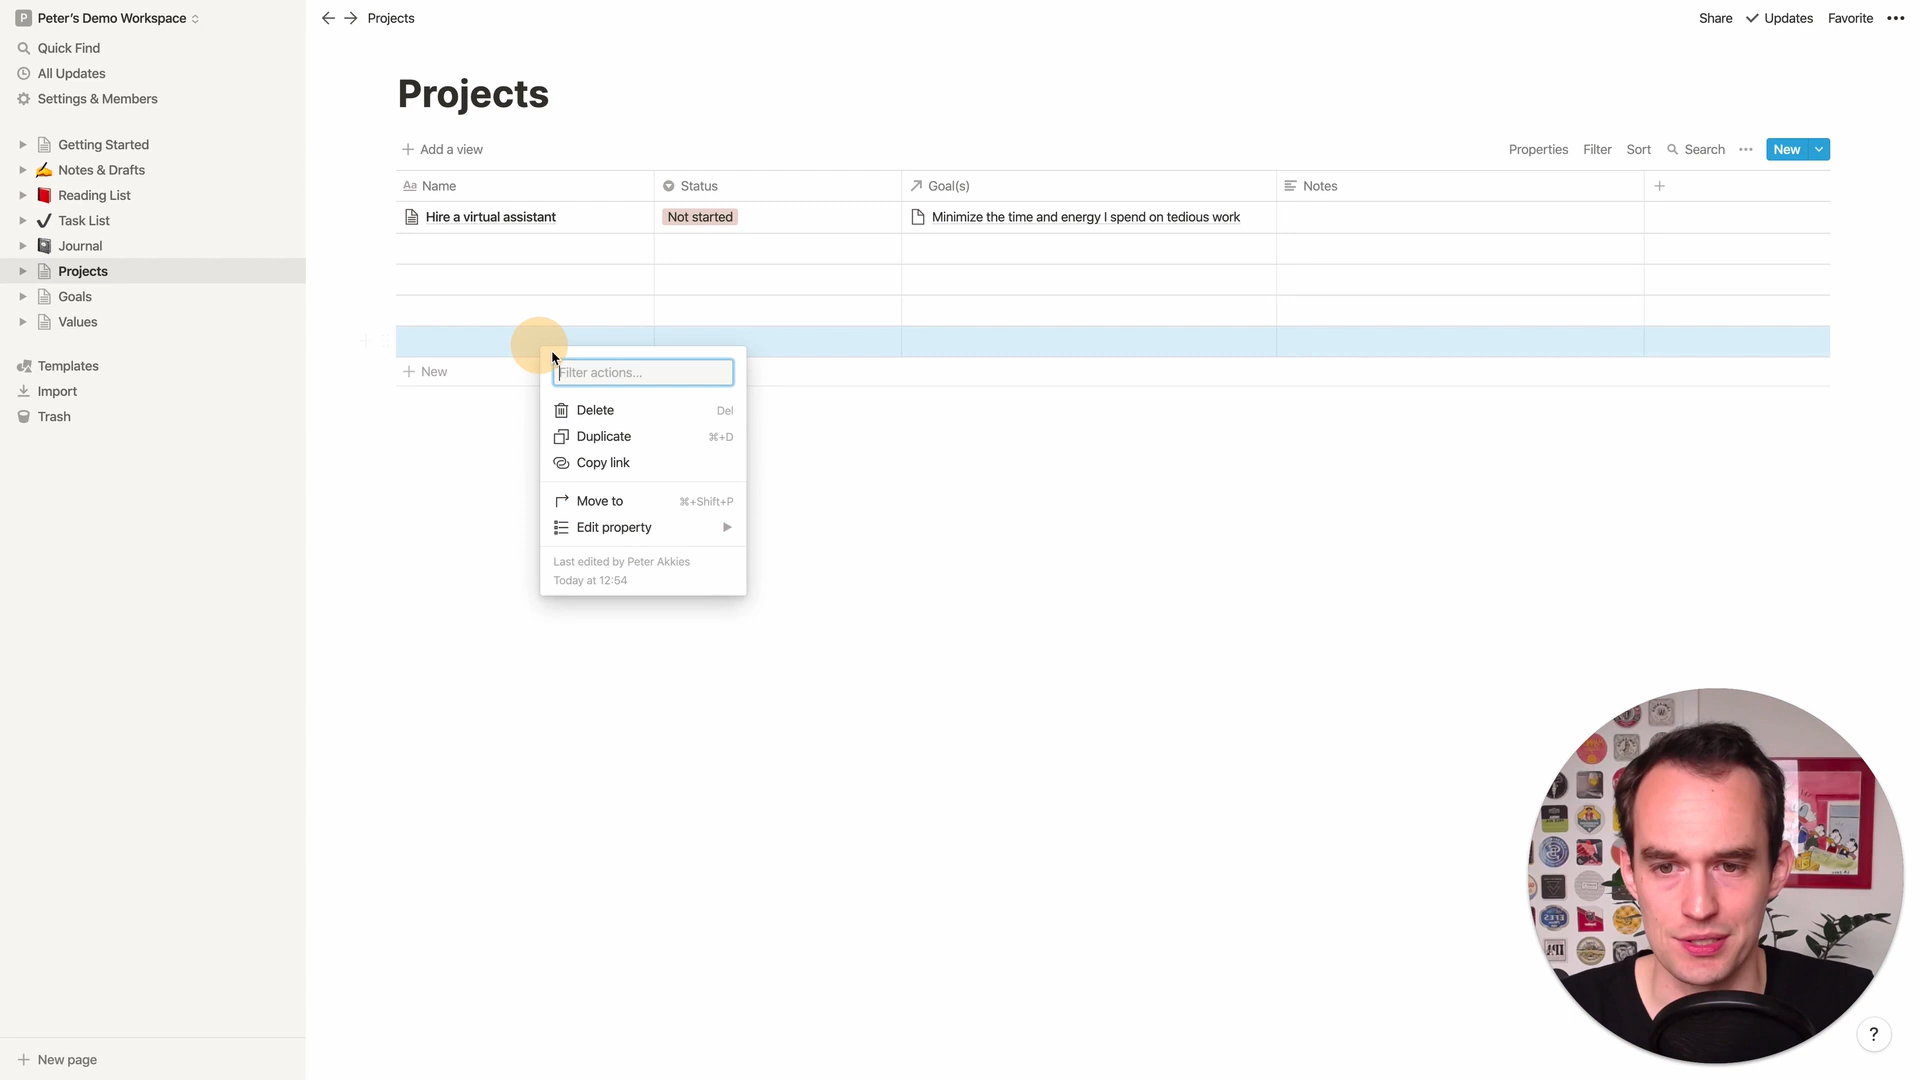 P Peter's Demo Workspace
Quick Find
All Updates
Settings & Members
Getting Started
Notes & Drafts
Reading List
Task List
Journal
Projects
Goals
Values
Templates
Import
Trash
New page
Projects
Share Updates Favorite
Projects
Add a view
Properties Filter Sort Search New
Aa Name Status Goal(s) Notes
Hire a virtual assistant Not started Minimize the time and energy I spend on tedious work
New
Filter actions...
Delete Del
Duplicate ⌘+D
Copy link
Move to ⌘+Shift+P
Edit property
Last edited by Peter Akkies
Today at 12:54
EFES
IPA
?